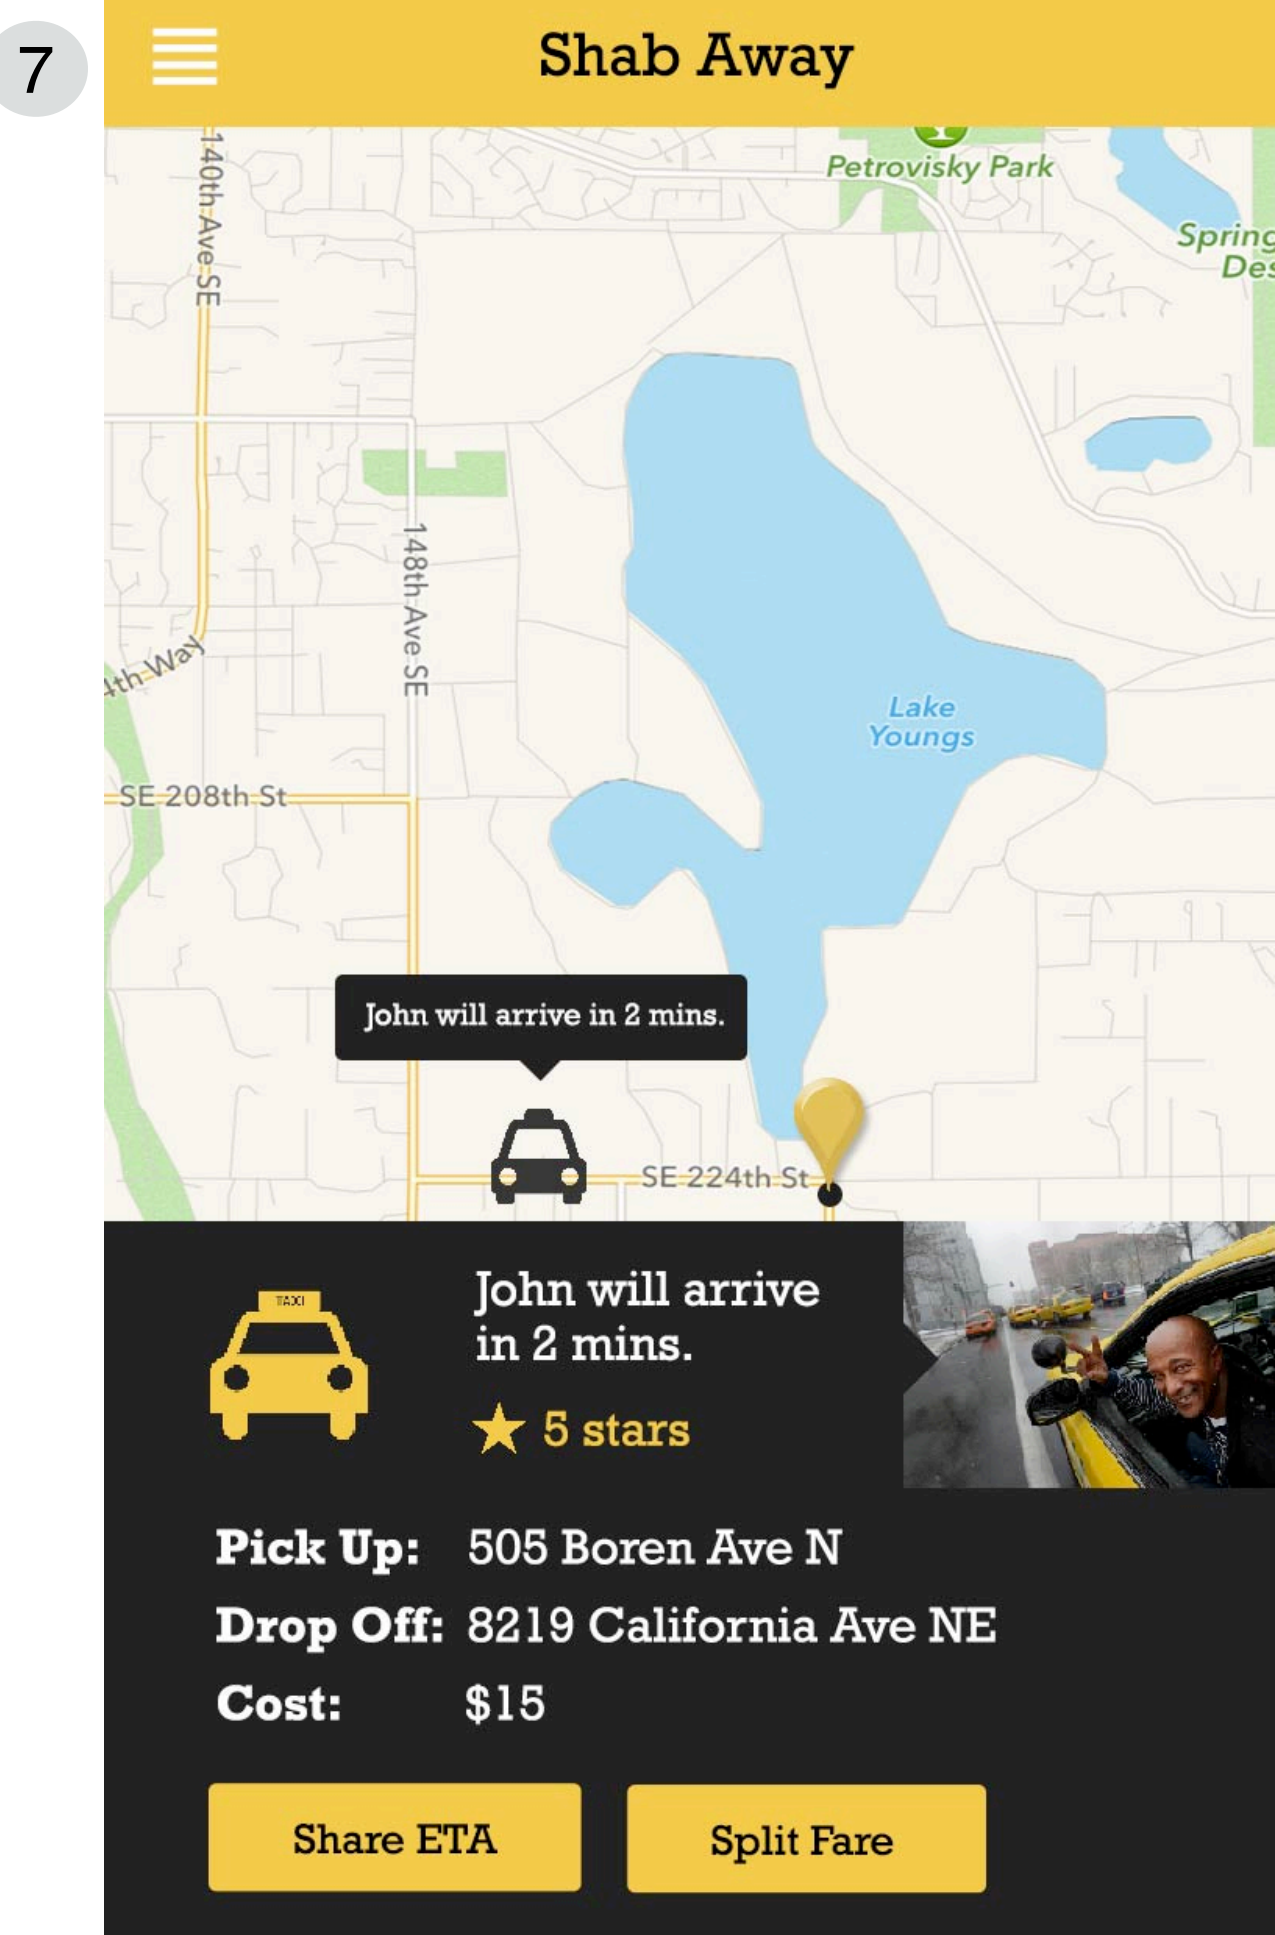 7
Shab Away
140th Ave SE
Petrovisky Park
Spring
Des
148th Ave SE
4th Way
Lake
Youngs
SE 208th St
John will arrive in 2 mins.
SE 224th St
TAXI
John will arrive
in 2 mins.
5 stars
Pick Up: 505 Boren Ave N
Drop Off: 8219 California Ave NE
Cost: $15
Share ETA
Split Fare